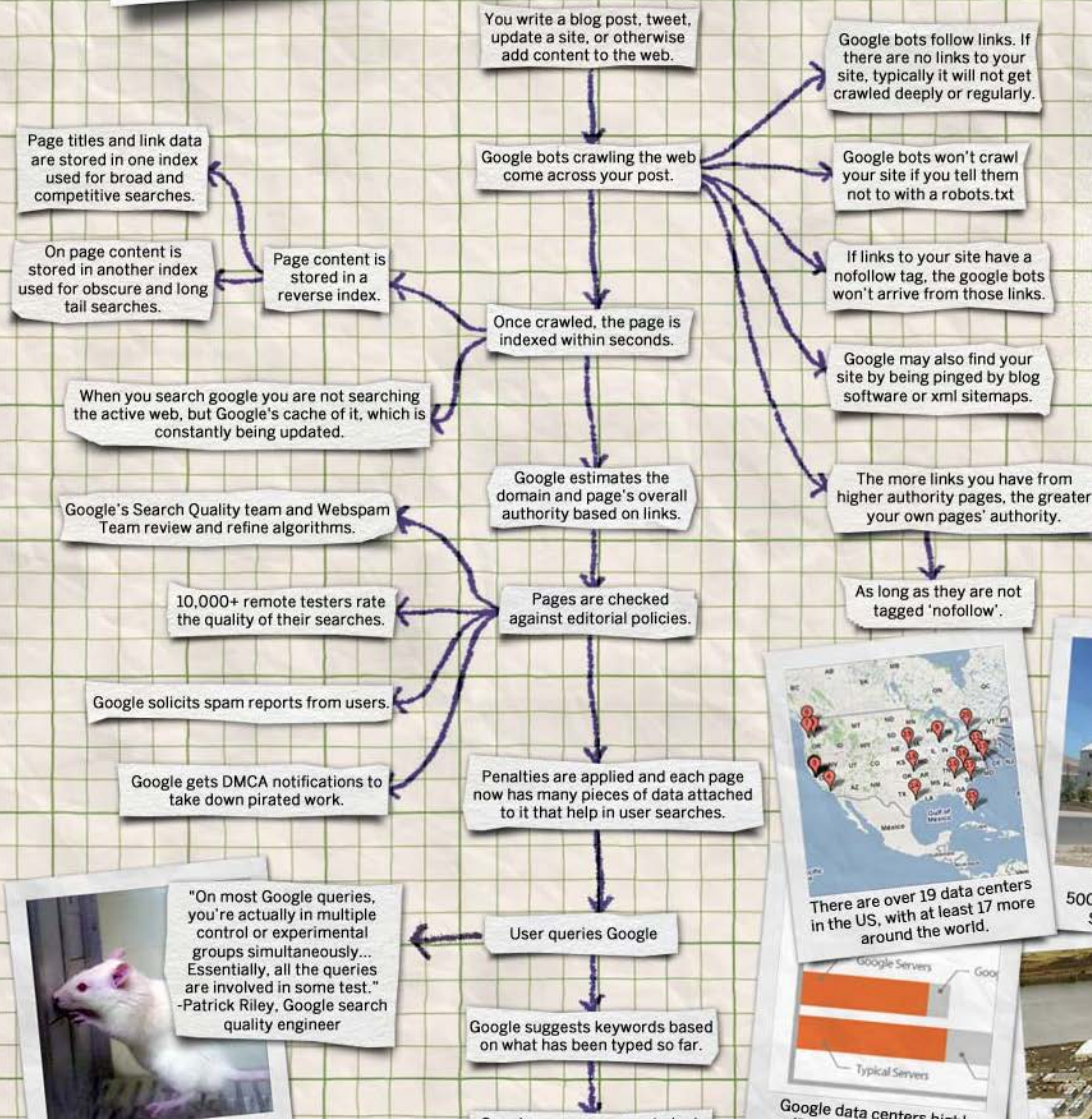 You write a blog post, tweet,
update a site, or otherwise
add content to the web.
Google bots follow links. If
there are no links to your
site, typically it will not get
crawled deeply or regularly.
Page titles and link data
are stored in one index
used for broad and
competitive searches.
Google bots crawling the web
come across your post.
Google bots won't crawl
your site if you tell them
not to with a robots.txt
On page content is
stored in another index
used for obscure and long
tail searches.
Page content is
stored in a
reverse index.
If links to your site have a
nofollow tag, the google bots
won't arrive from those links.
Once crawled, the page is
indexed within seconds.
Google may also find your
site by being pinged by blog
software or xml sitemaps.
When you search google you are not searching
the active web, but Google's cache of it, which is
constantly being updated.
Google estimates the
domain and page's overall
authority based on links.
The more links you have from
higher authority pages, the greater
your own pages' authority.
Google's Search Quality team and Webspam
Team review and refine algorithms.
As long as they are not
tagged 'nofollow'.
10,000+ remote testers rate
the quality of their searches.
Pages are checked
against editorial policies.
Google solicits spam reports from users.
Google gets DMCA notifications to
take down pirated work.
Penalties are applied and each page
now has many pieces of data attached
to it that help in user searches.
Gulf of
Mexico
México
There are over 19 data centers
in the US, with at least 17 more
around the world.
500
"On most Google queries,
you're actually in multiple
control or experimental
groups simultaneously...
Essentially, all the queries
are involved in some test."
-Patrick Riley, Google search
quality engineer
User queries Google
Google Servers
Goo
Typical Servers
Google suggests keywords based
on what has been typed so far.
Google data centers